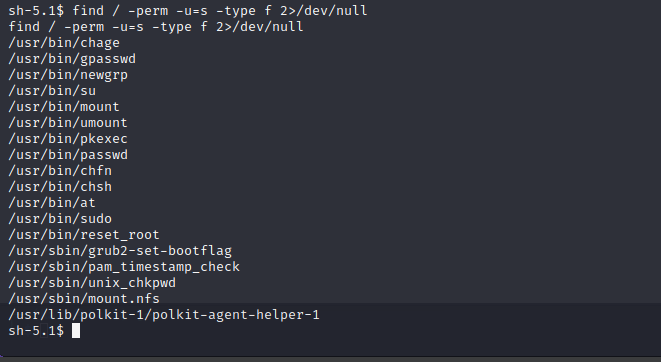 sh-5.1$ find / -perm -u=s -type f 2>/dev/null
find / -perm -u=s -type f 2>/dev/null
/usr/bin/chage
/usr/bin/gpasswd
/usr/bin/newgrp
/usr/bin/su
/usr/bin/mount
/usr/bin/umount
/usr/bin/pkexec
/usr/bin/passwd
/usr/bin/chfn
/usr/bin/chsh
/usr/bin/at
/usr/bin/sudo
/usr/bin/reset_root
/usr/sbin/grub2-set-bootflag
/usr/sbin/pam_timestamp_check
/usr/sbin/unix_chkpwd
/usr/sbin/mount.nfs
/usr/lib/polkit-1/polkit-agent-helper-1
sh-5.1$